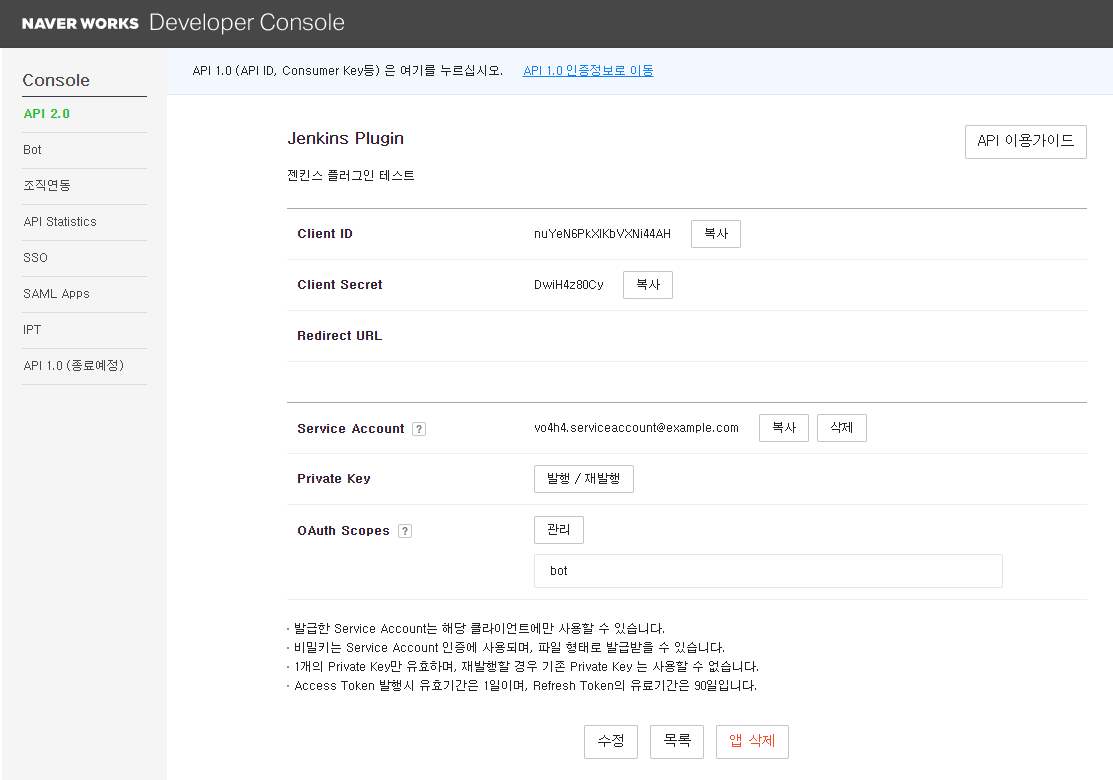 NAVER WORKS Developer Console
Console
API 2.0
Bot
조직연동
API Statistics
SSO
SAML Apps
IPT
API 1.0 (종료예정)
API 1.0 (API ID, Consumer Key등) 은 여기를 누르십시오. API 1.0 인증정보로 이동
Jenkins Plugin
API 이용가이드
젠킨스 플러그인 테스트
Client ID nuYeN6PkXIKbVXNi44AH 복사
Client Secret DwiH4z80Cy 복사
Redirect URL
Service Account ? vo4h4.serviceaccount@example.com 복사 삭제
Private Key 발행 / 재발행
OAuth Scopes ? 관리
bot
· 발급한 Service Account는 해당 클라이언트에만 사용할 수 있습니다.
· 비밀키는 Service Account 인증에 사용되며, 파일 형태로 발급받을 수 있습니다.
· 1개의 Private Key만 유효하며, 재발행할 경우 기존 Private Key 는 사용할 수 없습니다.
· Access Token 발행시 유효기간은 1일이며, Refresh Token의 유료기간은 90일입니다.
수정 목록 앱 삭제